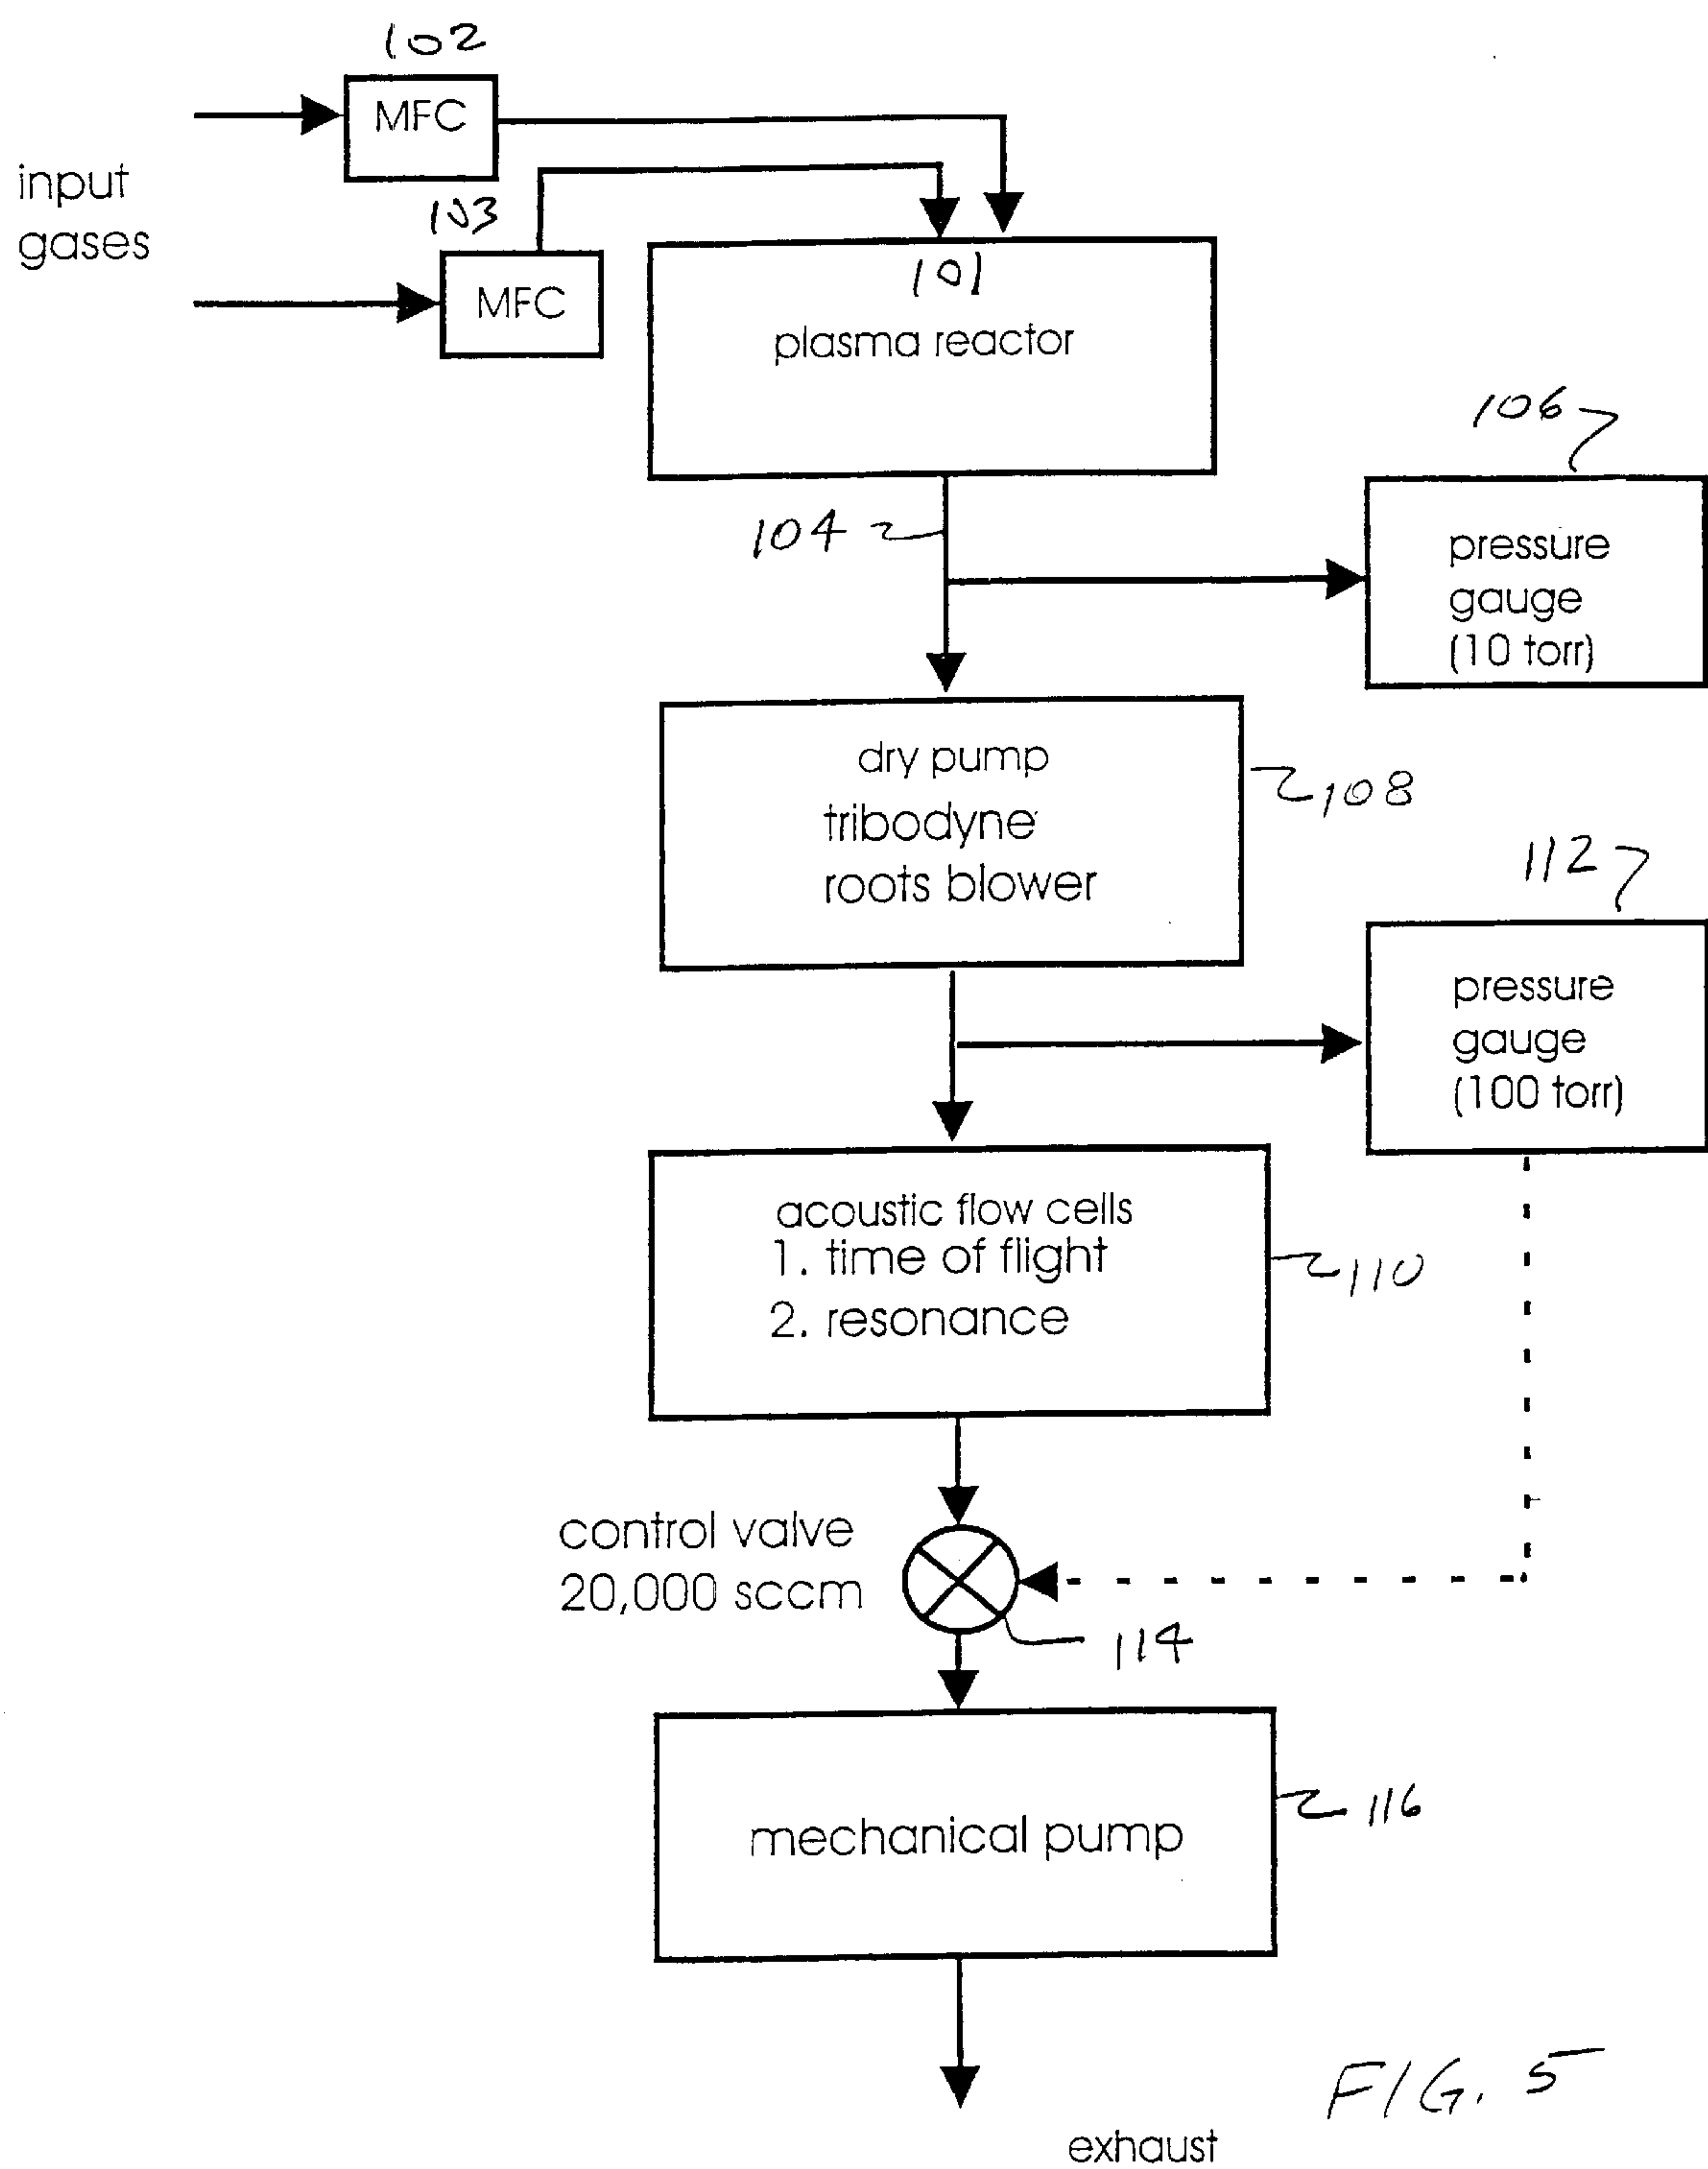 102
MFC
input
gases
103
MFC
101
plasma reactor
106
104
pressure
gauge
(10 torr)
dry pump
tribodyne
roots blower
108
112
pressure
gauge
(100 torr)
acoustic flow cells
1. time of flight
2. resonance
110
control valve
20,000 sccm
114
mechanical pump
116
FIG. 5
exhaust